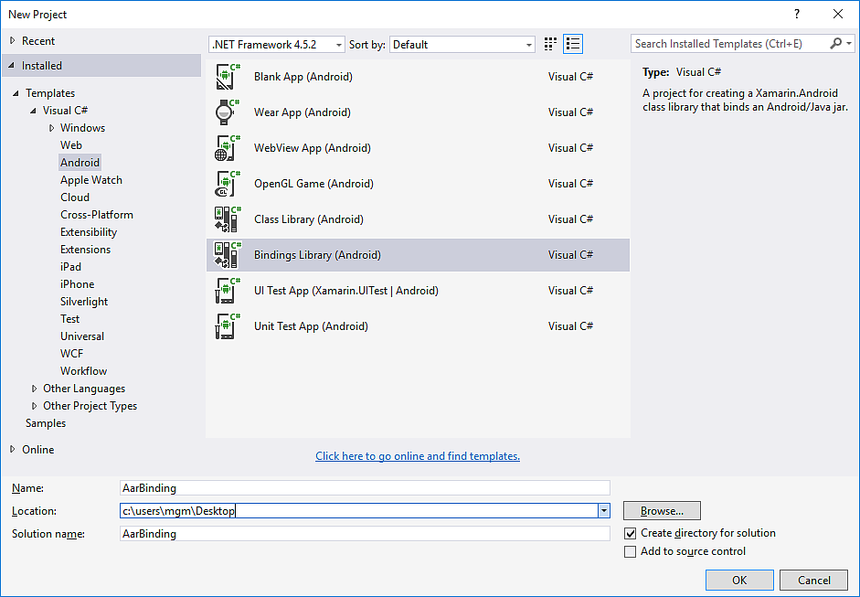 New Project
?
Recent
Installed
Templates
Visual C#
Windows
Web
Android
Apple Watch
Cloud
Cross-Platform
Extensibility
Extensions
iPad
iPhone
Silverlight
Test
Universal
WCF
Workflow
Other Languages
Other Project Types
Samples
Online
.NET Framework 4.5.2 Sort by: Default
C# Blank App (Android) Visual C#
C# Wear App (Android) Visual C#
C# WebView App (Android) Visual C#
GL C# OpenGL Game (Android) Visual C#
C# Class Library (Android) Visual C#
C# Bindings Library (Android) Visual C#
C# UI Test App (Xamarin.UITest | Android) Visual C#
C# Unit Test App (Android) Visual C#
Click here to go online and find templates.
Search Installed Templates (Ctrl+E)
Type: Visual C#
A project for creating a Xamarin.Android
class library that binds an Android/Java jar.
Name: AarBinding
Location: c:\users\mgm\Desktop Browse...
Solution name: AarBinding Create directory for solution
Add to source control
OK Cancel